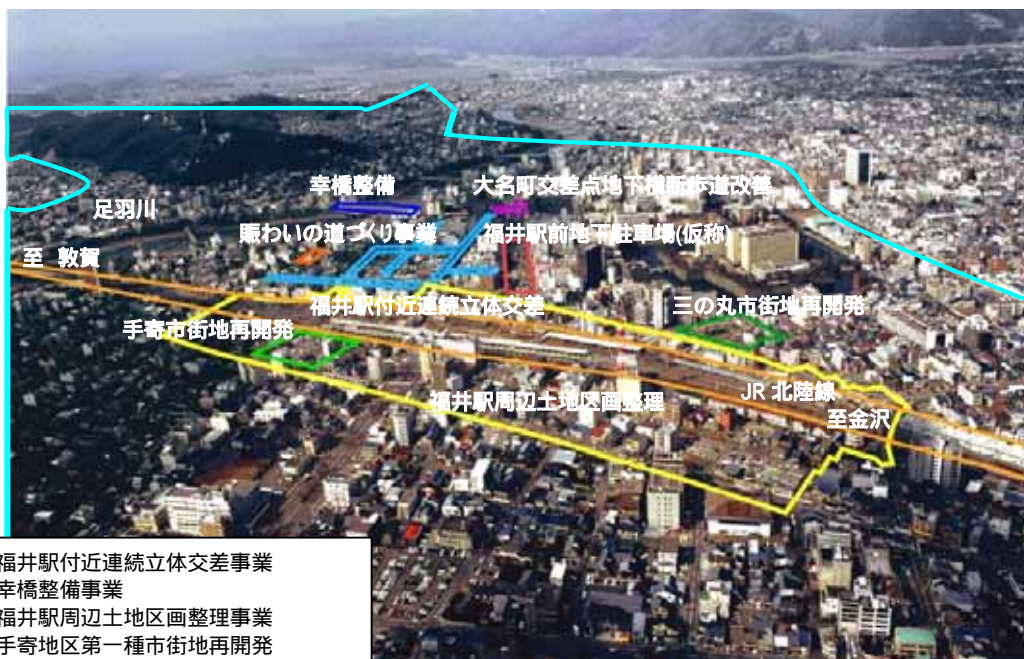 幸橋整備
大名町交差点地下横断歩道改善
足羽川
賑わいの道づくり事業
福井駅前地下駐車場(仮称)
至 敦賀
福井駅付近連続立体交差
三の丸市街地再開発
手寄市街地再開発
JR 北陸線
福井駅周辺土地区画整理
至金沢
福井駅付近連続立体交差事業
幸橋整備事業
福井駅周辺土地区画整理事業
手寄地区第一種市街地再開発